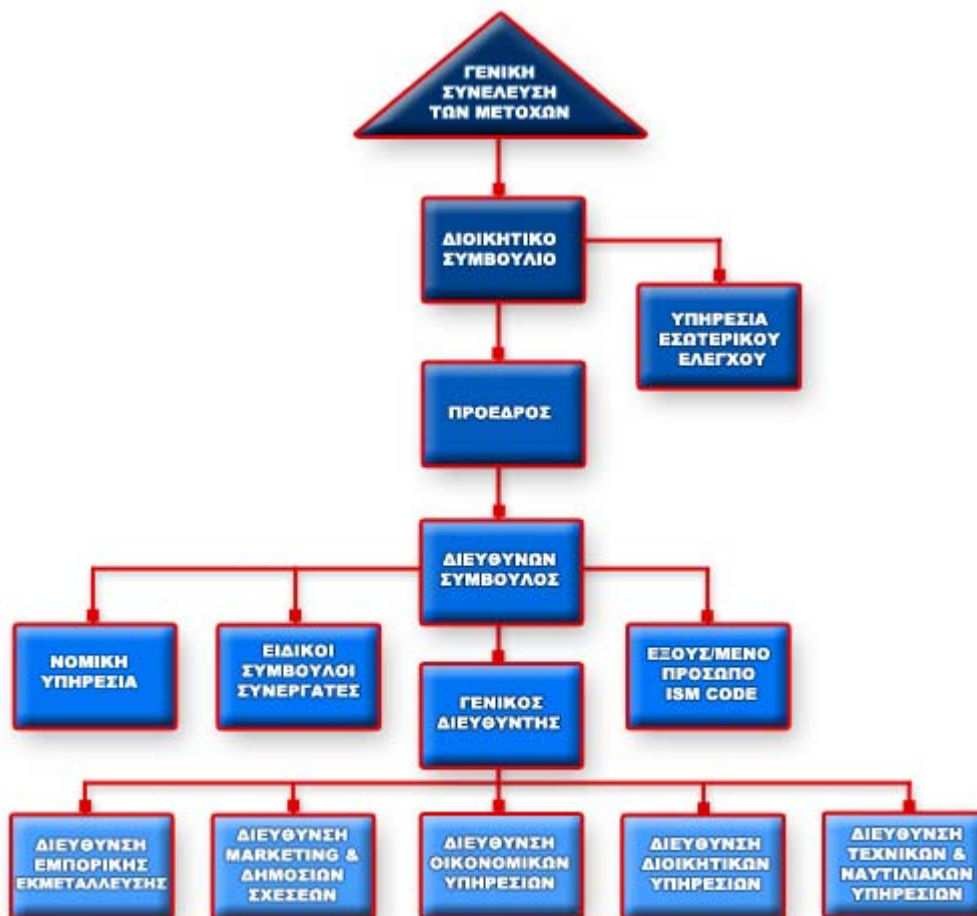 ΓΕΝΙΚΗ
ΣΥΝΕΛΕΥΣΗ
ΤΩΝ ΜΕΤΟΧΩΝ
ΔΙΟΙΚΗΤΙΚΟ
ΣΥΜΒΟΥΛΙΟ
ΥΠΗΡΕΣΙΑ
ΕΣΩΤΕΡΙΚΟΥ
ΕΛΕΓΧΟΥ
ΠΡΟΕΔΡΟΣ
ΔΙΕΥΘΥΝΩΝ
ΣΥΜΒΟΥΛΟΣ
ΝΟΜΙΚΗ
ΥΠΗΡΕΣΙΑ
ΕΙΔΙΚΟΙ
ΣΥΜΒΟΥΛΟΙ
ΣΥΝΕΡΓΑΤΕΣ
ΕΞΟΥΣ/ΜΕΝΟ
ΠΡΟΣΩΠΟ
ISM CODE
ΓΕΝΙΚΟΣ
ΔΙΕΥΘΥΝΤΗΣ
ΔΙΕΥΘΥΝΣΗ
ΕΜΠΟΡΙΚΗΣ
ΕΚΜΕΤΑΛΛΕΥΣΗΣ
ΔΙΕΥΘΥΝΣΗ
MARKETING &
ΔΗΜΟΣΙΩΝ
ΣΧΕΣΕΩΝ
ΔΙΕΥΘΥΝΣΗ
ΟΙΚΟΝΟΜΙΚΩΝ
ΥΠΗΡΕΣΙΩΝ
ΔΙΕΥΘΥΝΣΗ
ΔΙΟΙΚΗΤΙΚΩΝ
ΥΠΗΡΕΣΙΩΝ
ΔΙΕΥΘΥΝΣΗ
ΤΕΧΝΙΚΩΝ &
ΝΑΥΤΙΛΙΑΚΩΝ
ΥΠΗΡΕΣΙΩΝ